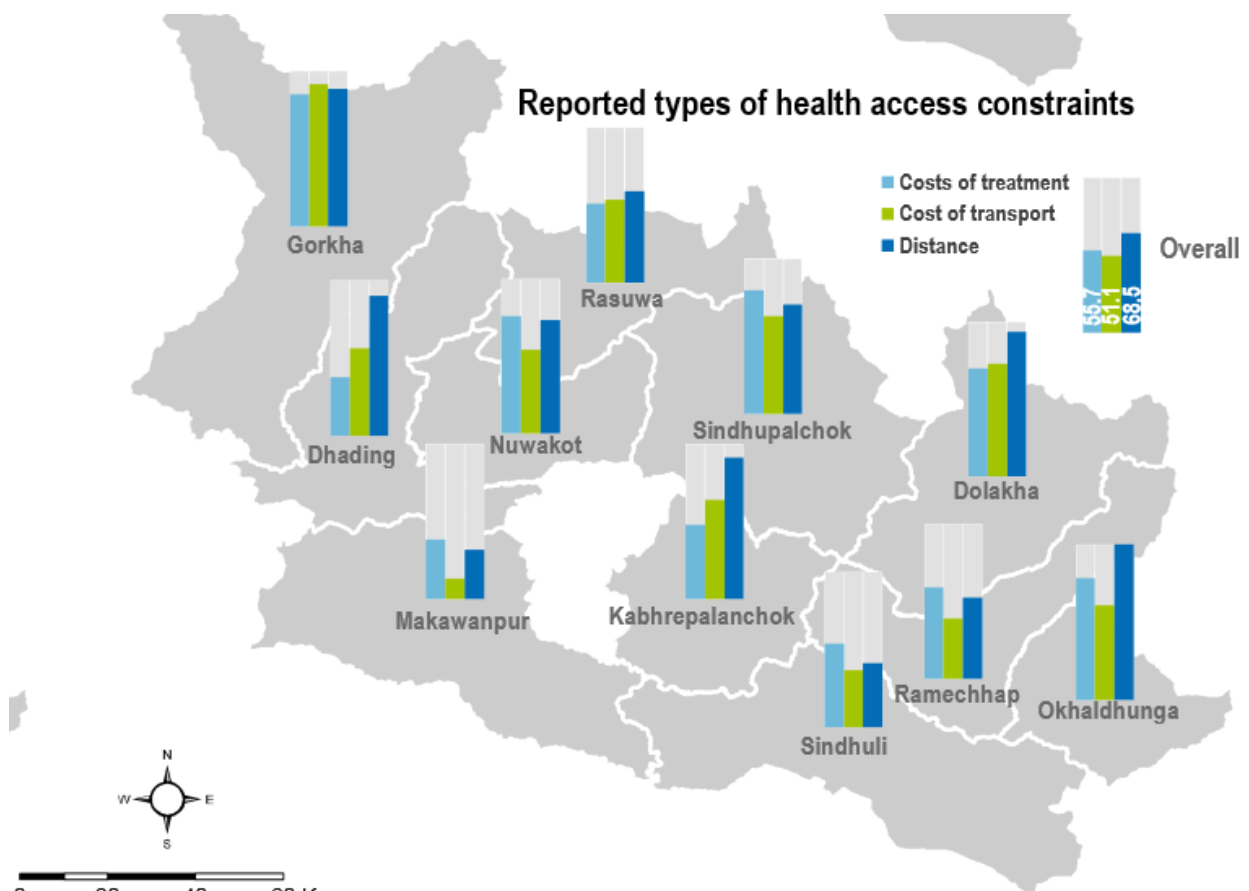 Reported types of health access constraints
Costs of treatment
Cost of transport
Distance
55.7
51.1
68.5
Overall
Gorkha
Rasuwa
Sindhupalchok
Dhading
Nuwakot
Dolakha
Makawanpur
Kabhrepalanchok
Ramechhap
Okhaldhunga
Sindhuli
N
W E
S